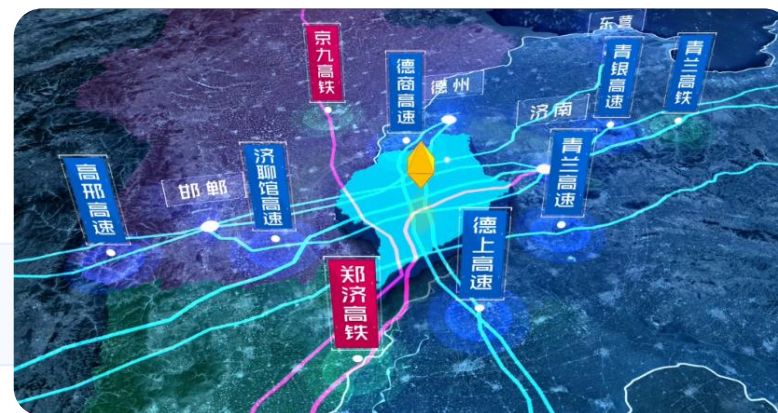 东营
京九高铁
德商高速
德州
青银高速
青兰高铁
济南
高邢高速
邯郸
济聊馆高速
青兰高速
德上高速
郑济高铁